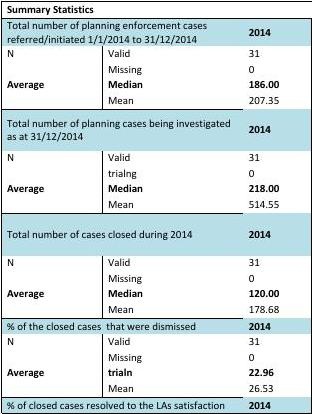 Summary Statistics
Total number of planning enforcement cases 2014
referred/initiated 1/1/2014 to 31/12/2014
N Valid 31
Missing 0
Average Median 186.00
Mean 207.35
Total number of planning cases being investigated 2014
as at 31/12/2014
N Valid 31
trialng 0
Average Median 218.00
Mean 514.55
Total number of cases closed during 2014 2014
N Valid 31
Missing 0
Average Median 120.00
Mean 178.68
% of the closed cases that were dismissed 2014
N Valid 31
Missing 0
Average trialn 22.96
Mean 26.53
% of closed cases resolved to the LAs satisfaction 2014